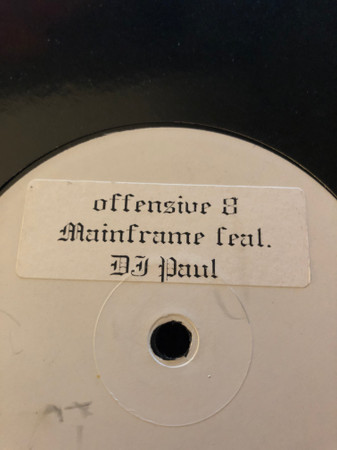 offensive 8
Mainframe feat.
DJ Paul